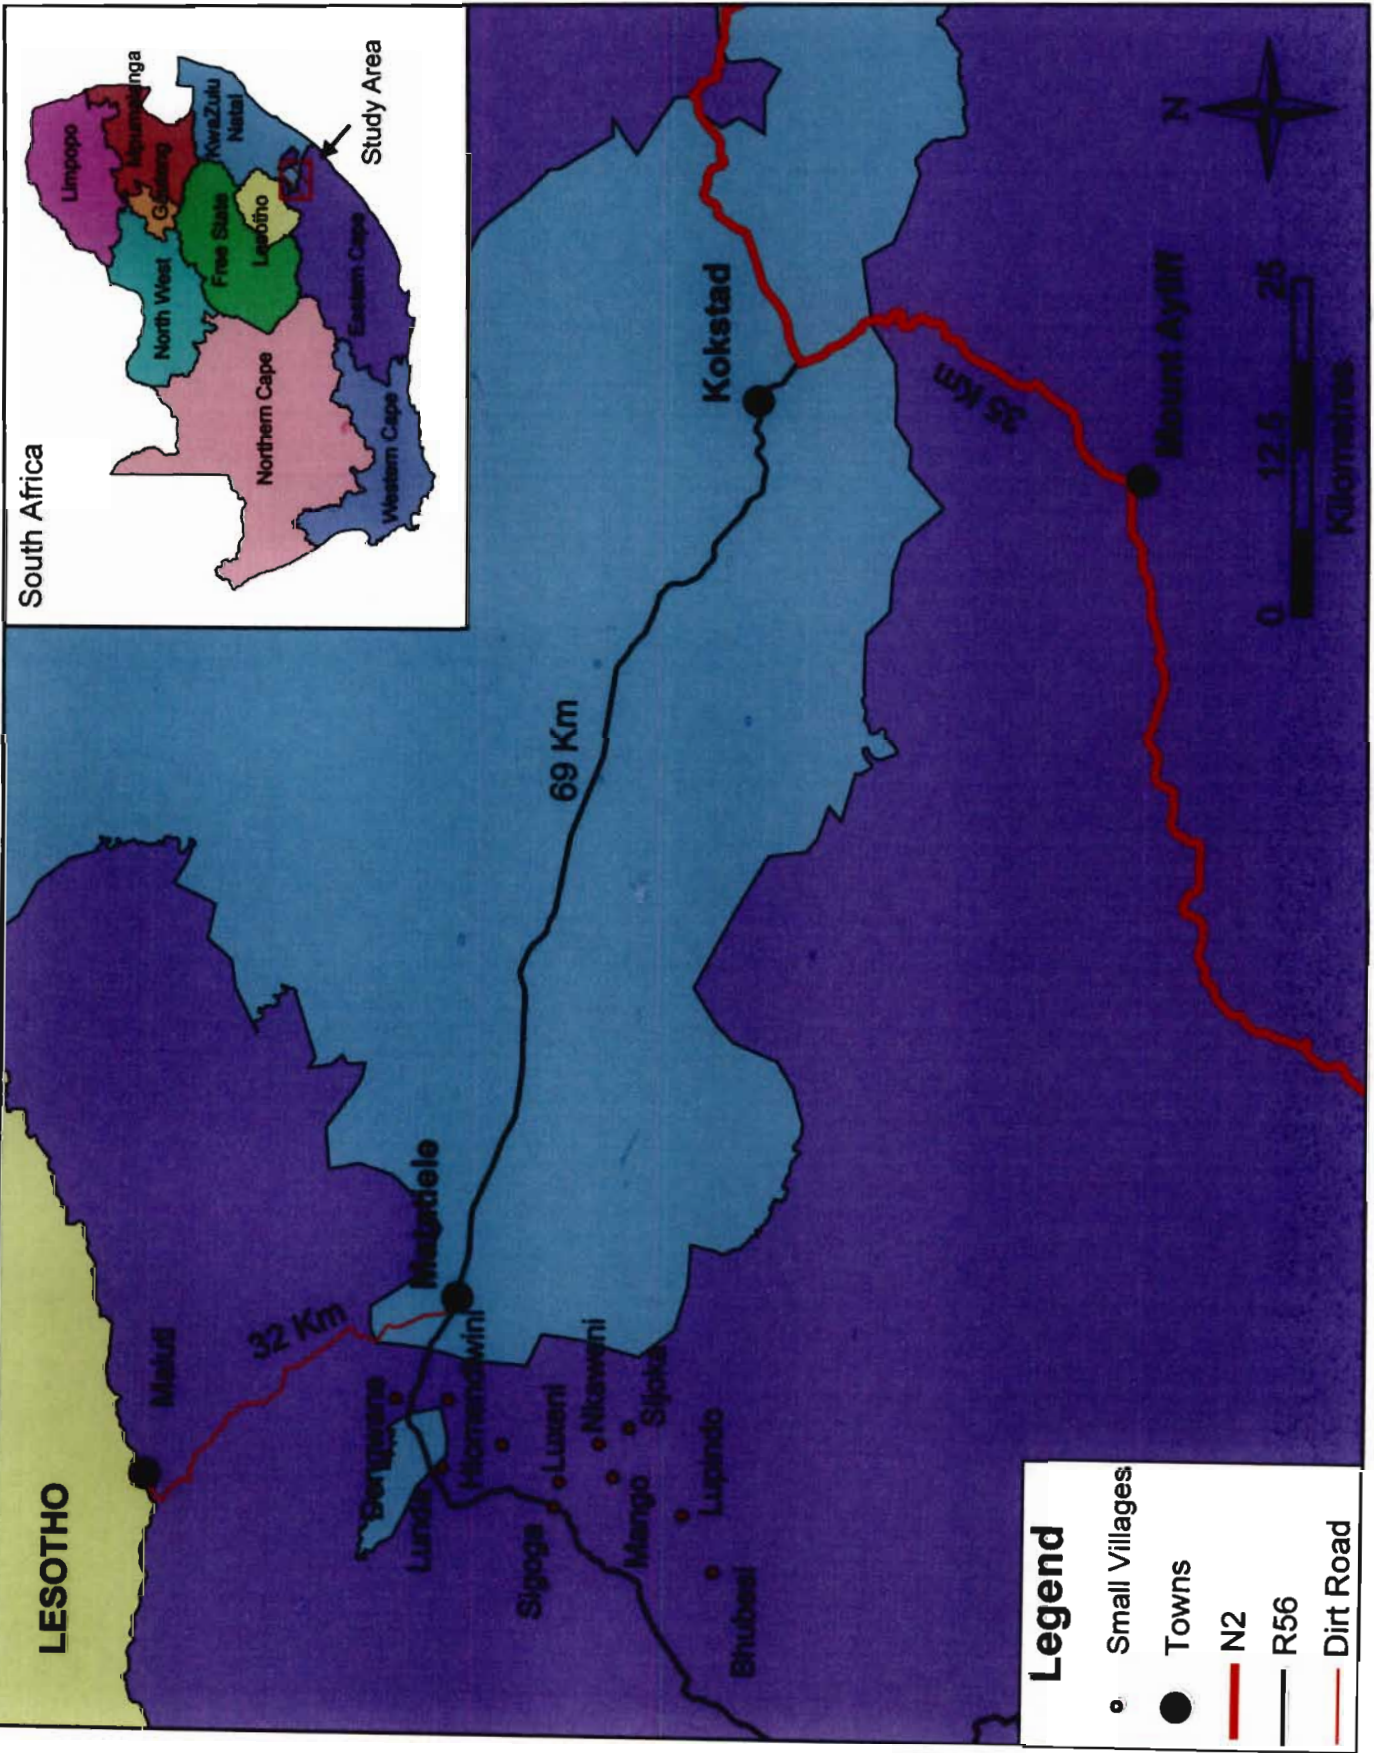 South Africa
Limpopo
Mpumalanga
Gauteng
North West
KwaZulu
Natal
Free State
Lesotho
Northern Cape
Eastern Cape
Western Cape
Study Area
LESOTHO
Maluti
32 Km
Matatiele
69 Km
Kokstad
35 Km
Mount Ayliff
N
Hlomendlwini
Luxeni
Nkaweni
Sijoka
Sigoga
Mango
Lupindo
Bhubesi
0 12.5 25
Kilometres
Legend
Small Villages
Towns
N2
R56
Dirt Road